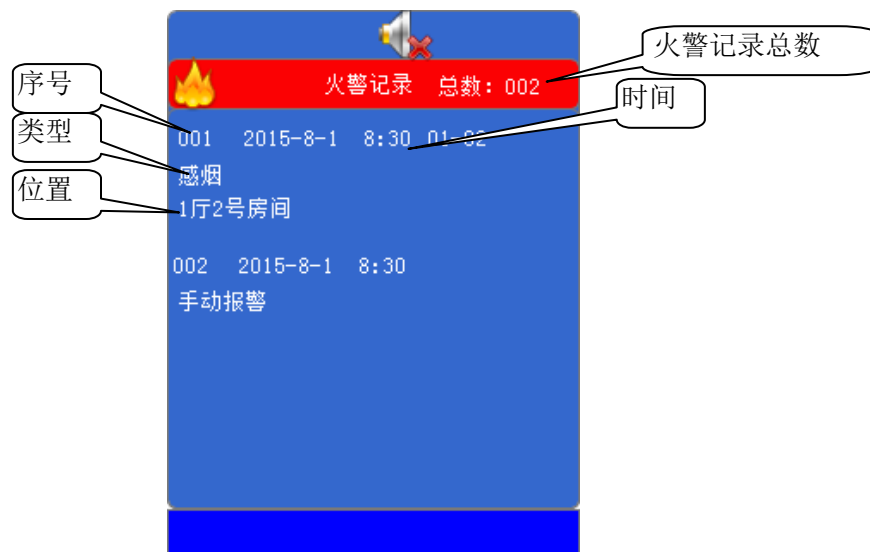 火警记录总数
火警记录 总数: 002
序号
时间
001 2015-8-1 8:30 01-02
类型
感烟
位置
1厅2号房间
002 2015-8-1 8:30
手动报警